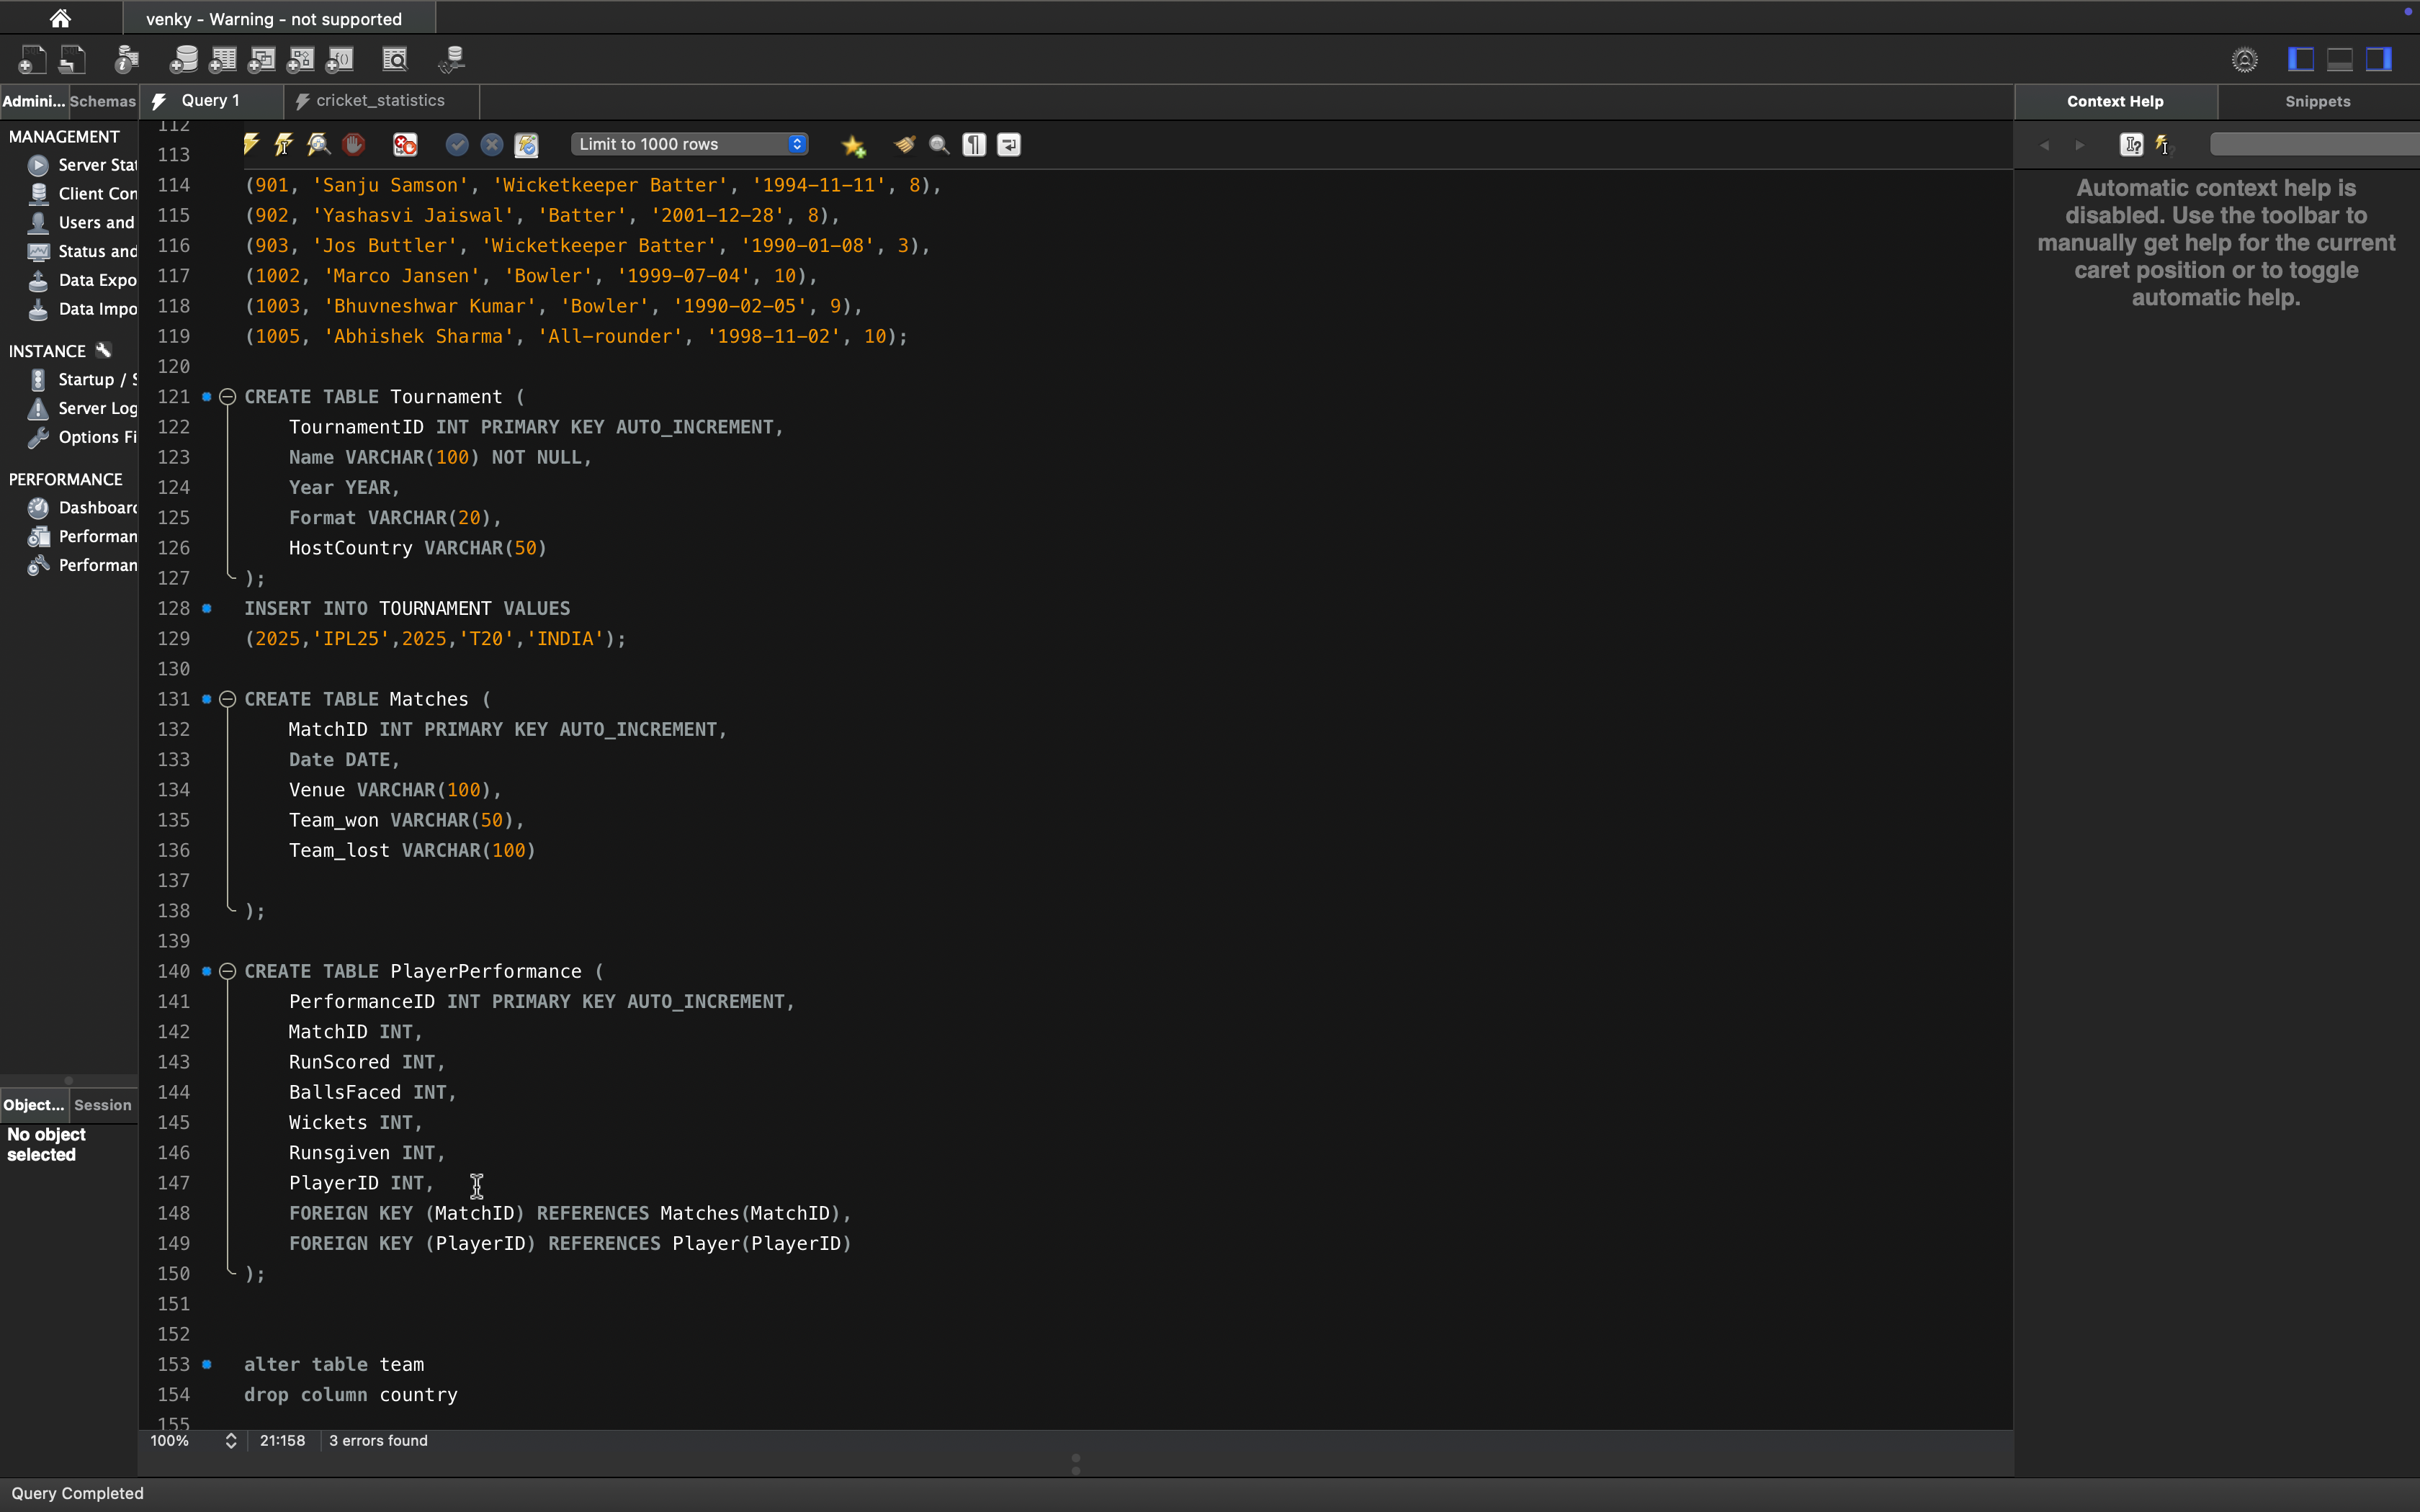 venky - Warning - not supported
Admini... Schemas Query 1 cricket_statistics Context Help Snippets
MANAGEMENT
Server Sta
Client Con
Users and
Status and
Data Expo
Data Impo
INSTANCE
Startup / S
Server Log
Options Fi
PERFORMANCE
Dashboard
Performan
Performan
Object... Session
No object
selected
Limit to 1000 rows
112
113
114 (901, 'Sanju Samson', 'Wicketkeeper Batter', '1994-11-11', 8),
115 (902, 'Yashasvi Jaiswal', 'Batter', '2001-12-28', 8),
116 (903, 'Jos Buttler', 'Wicketkeeper Batter', '1990-01-08', 3),
117 (1002, 'Marco Jansen', 'Bowler', '1999-07-04', 10),
118 (1003, 'Bhuvneshwar Kumar', 'Bowler', '1990-02-05', 9),
119 (1005, 'Abhishek Sharma', 'All-rounder', '1998-11-02', 10);
120
121 CREATE TABLE Tournament (
122 TournamentID INT PRIMARY KEY AUTO_INCREMENT,
123 Name VARCHAR(100) NOT NULL,
124 Year YEAR,
125 Format VARCHAR(20),
126 HostCountry VARCHAR(50)
127 );
128 INSERT INTO TOURNAMENT VALUES
129 (2025,'IPL25',2025,'T20','INDIA');
130
131 CREATE TABLE Matches (
132 MatchID INT PRIMARY KEY AUTO_INCREMENT,
133 Date DATE,
134 Venue VARCHAR(100),
135 Team_won VARCHAR(50),
136 Team_lost VARCHAR(100)
137
138 );
139
140 CREATE TABLE PlayerPerformance (
141 PerformanceID INT PRIMARY KEY AUTO_INCREMENT,
142 MatchID INT,
143 RunScored INT,
144 BallsFaced INT,
145 Wickets INT,
146 Runsgiven INT,
147 PlayerID INT,
148 FOREIGN KEY (MatchID) REFERENCES Matches(MatchID),
149 FOREIGN KEY (PlayerID) REFERENCES Player(PlayerID)
150 );
151
152
153 alter table team
154 drop column country
155
100% 21:158 3 errors found
Automatic context help is
disabled. Use the toolbar to
manually get help for the current
caret position or to toggle
automatic help.
Query Completed